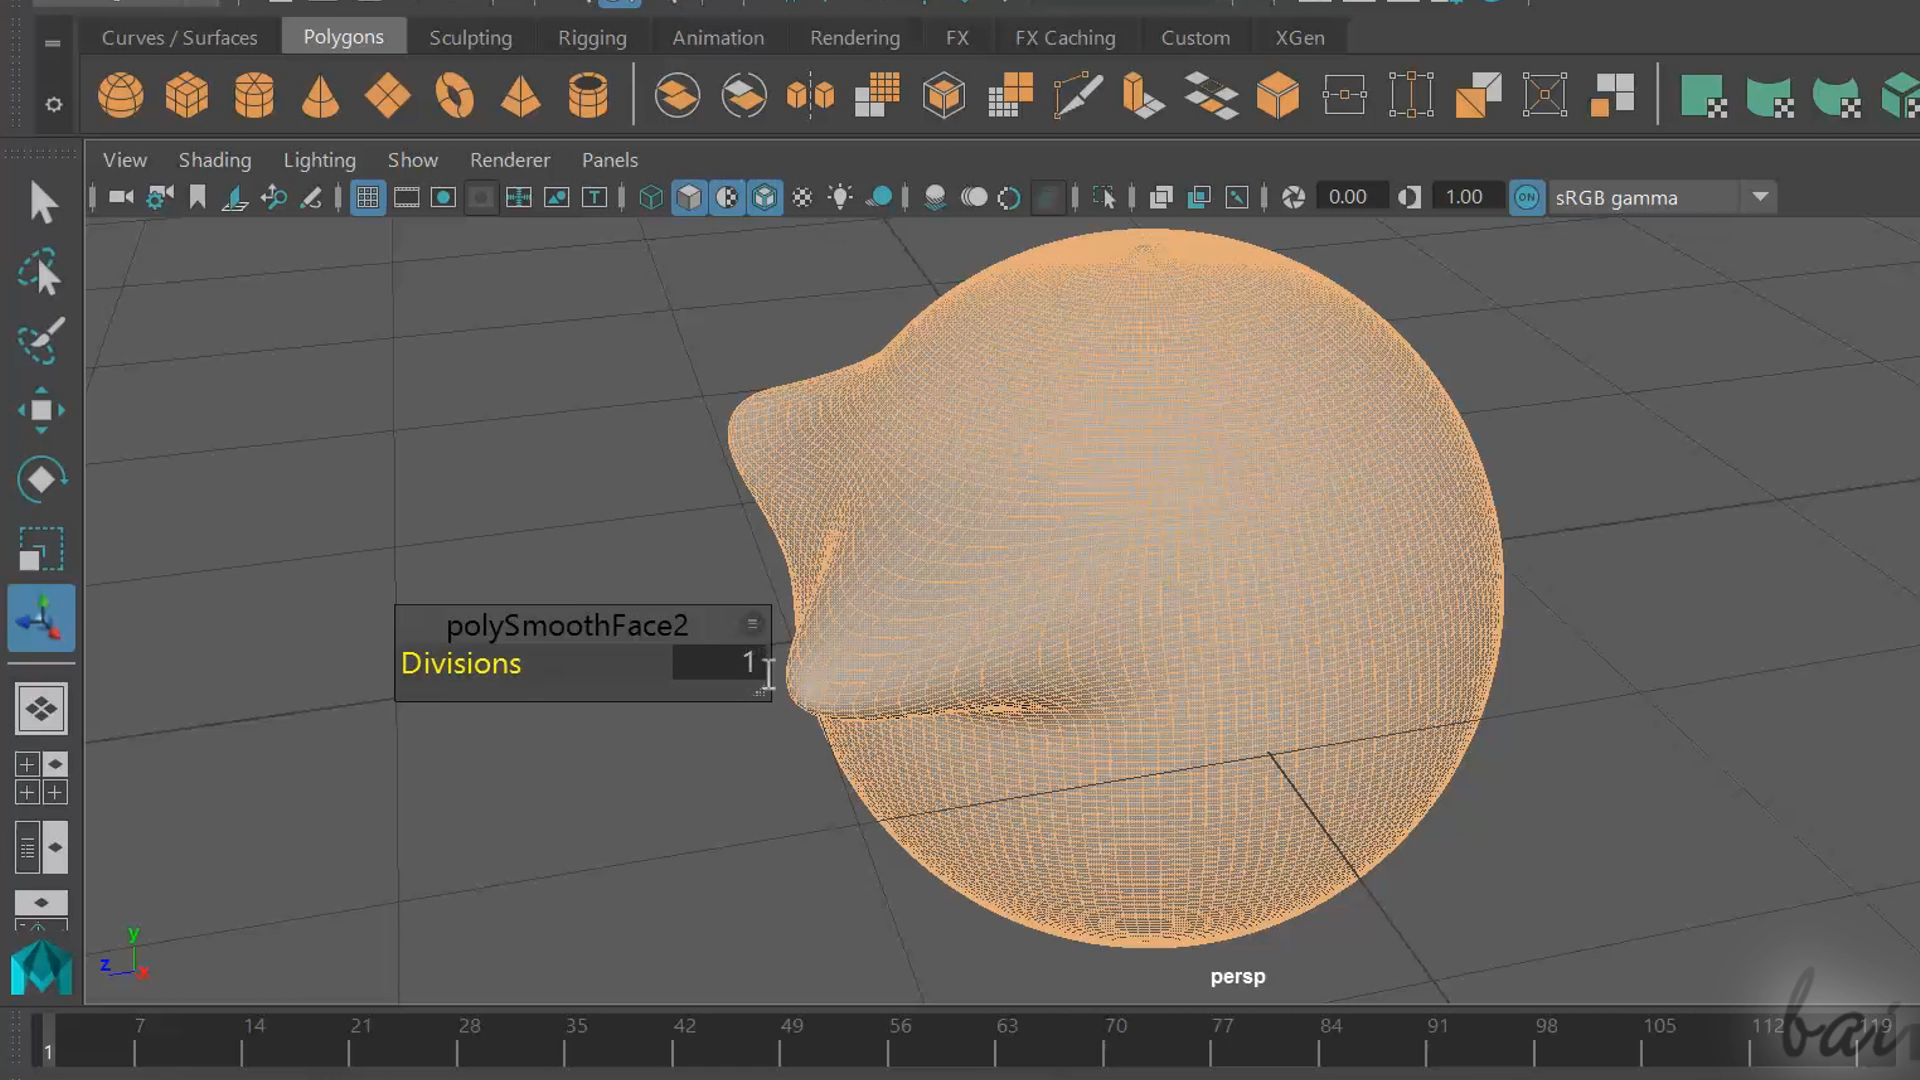 Curves / Surfaces Polygons Sculpting Rigging Animation Rendering FX FX Caching Custom XGen
View Shading Lighting Show Renderer Panels
T 0.00 1.00 ON sRGB gamma
polySmoothFace2
Divisions 1
y
z x
persp
7 14 21 28 35 42 49 56 63 70 77 84 91 98 105 112 119
1